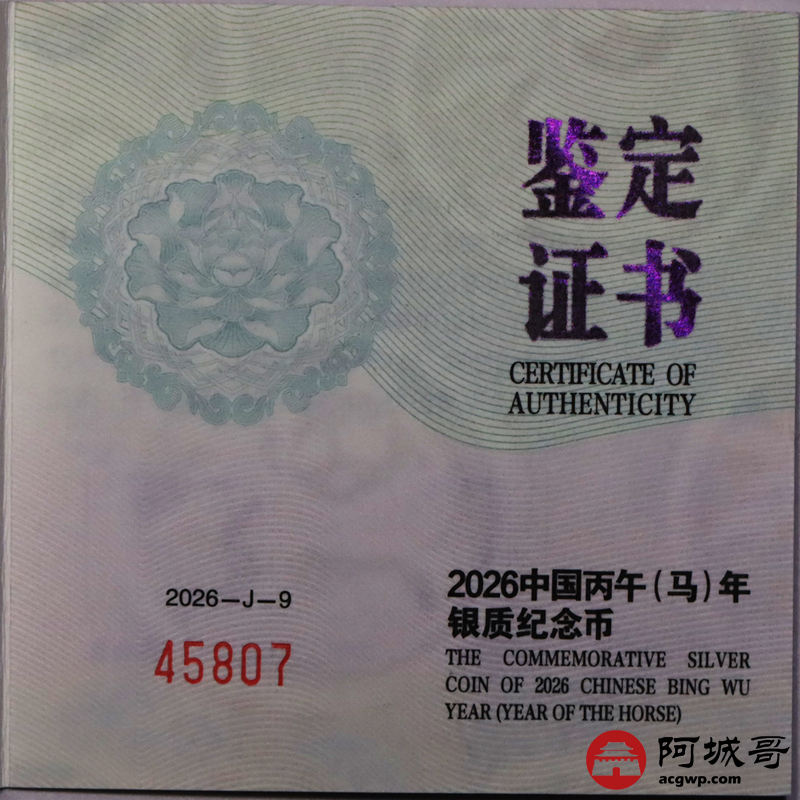 鉴定
证书
CERTIFICATE OF
AUTHENTICITY
2026—J—9
45807
2026中国丙午(马)年
银质纪念币
THE COMMEMORATIVE SILVER
COIN OF 2026 CHINESE BING WU
YEAR (YEAR OF THE HORSE)
阿城哥
acgwp.com